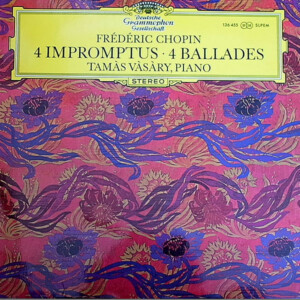 Deutsche
Grammophon
Gesellschaft
FRÉDÉRIC CHOPIN
4 IMPROMPTUS · 4 BALLADES
TAMÁS VÁSÁRY, PIANO
STEREO